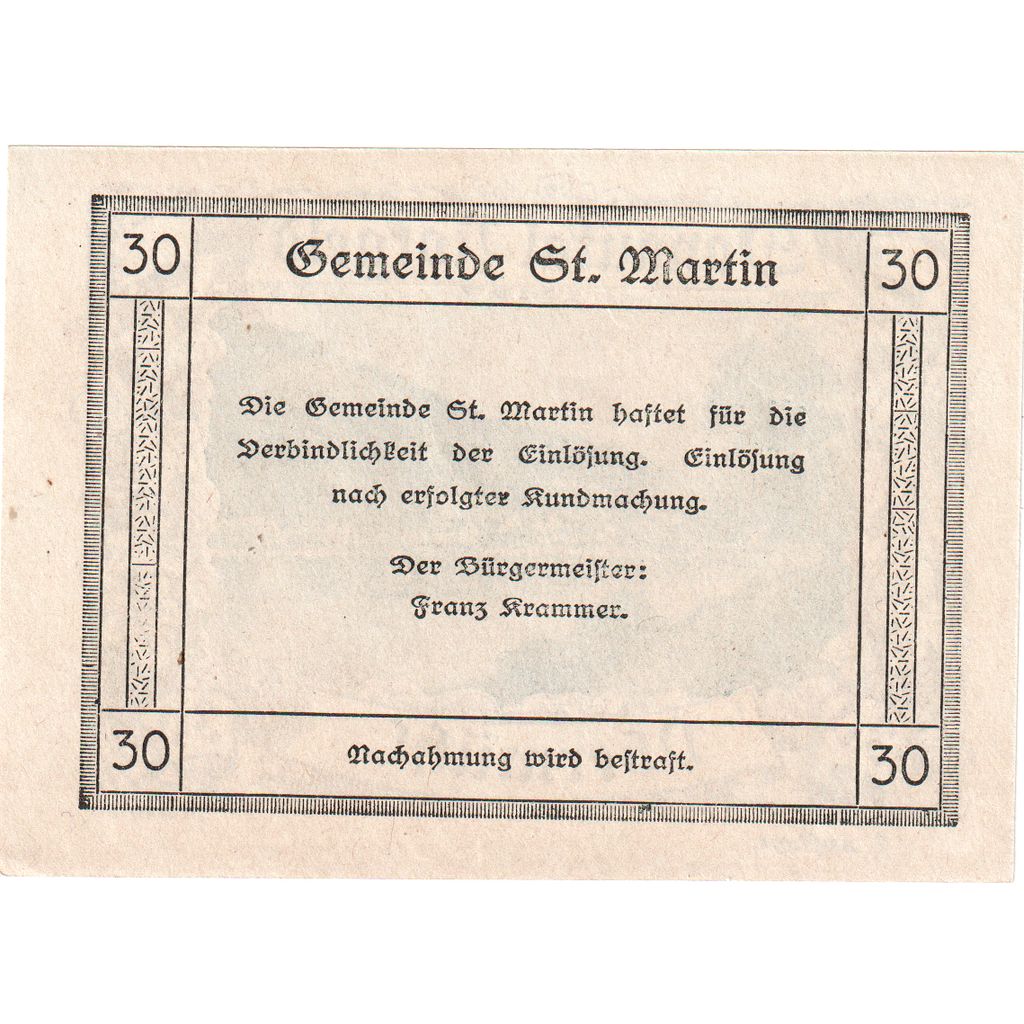 30 Gemeinde St. Martin 30
Die Gemeinde St. Martin haftet für die
Verbindlichkeit der Einlösung. Einlösung
nach erfolgter Kundmachung.
Der Bürgermeister:
Franz Krammer.
30 Nachahmung wird bestraft. 30